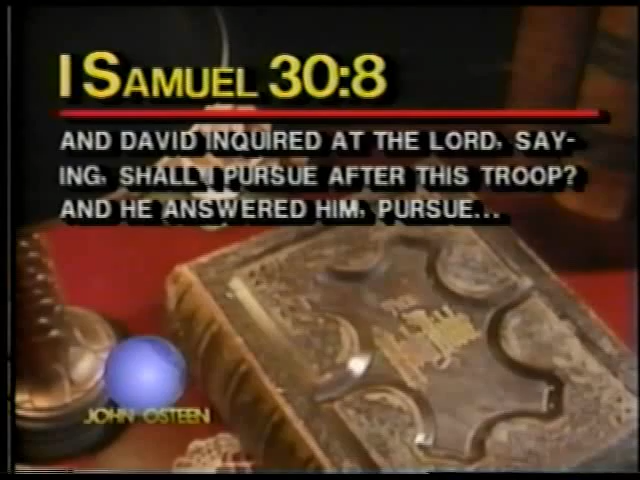 I SAMUEL 30:8
AND DAVID INQUIRED AT THE LORD, SAY-
ING, SHALL I PURSUE AFTER THIS TROOP?
AND HE ANSWERED HIM, PURSUE...
JOHN OSTEEN